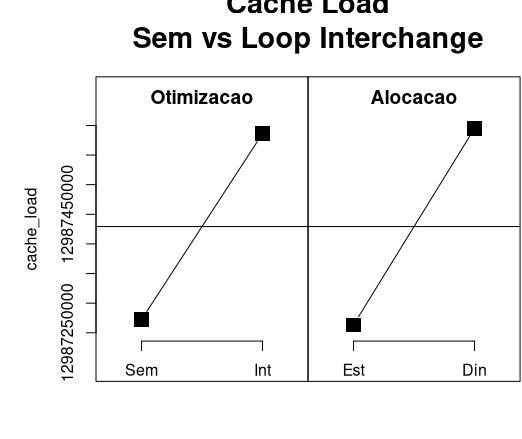 Cache Load
Sem vs Loop Interchange
Otimizacao
Alocacao
cache_load
12987450000
12987250000
Sem
Int
Est
Din